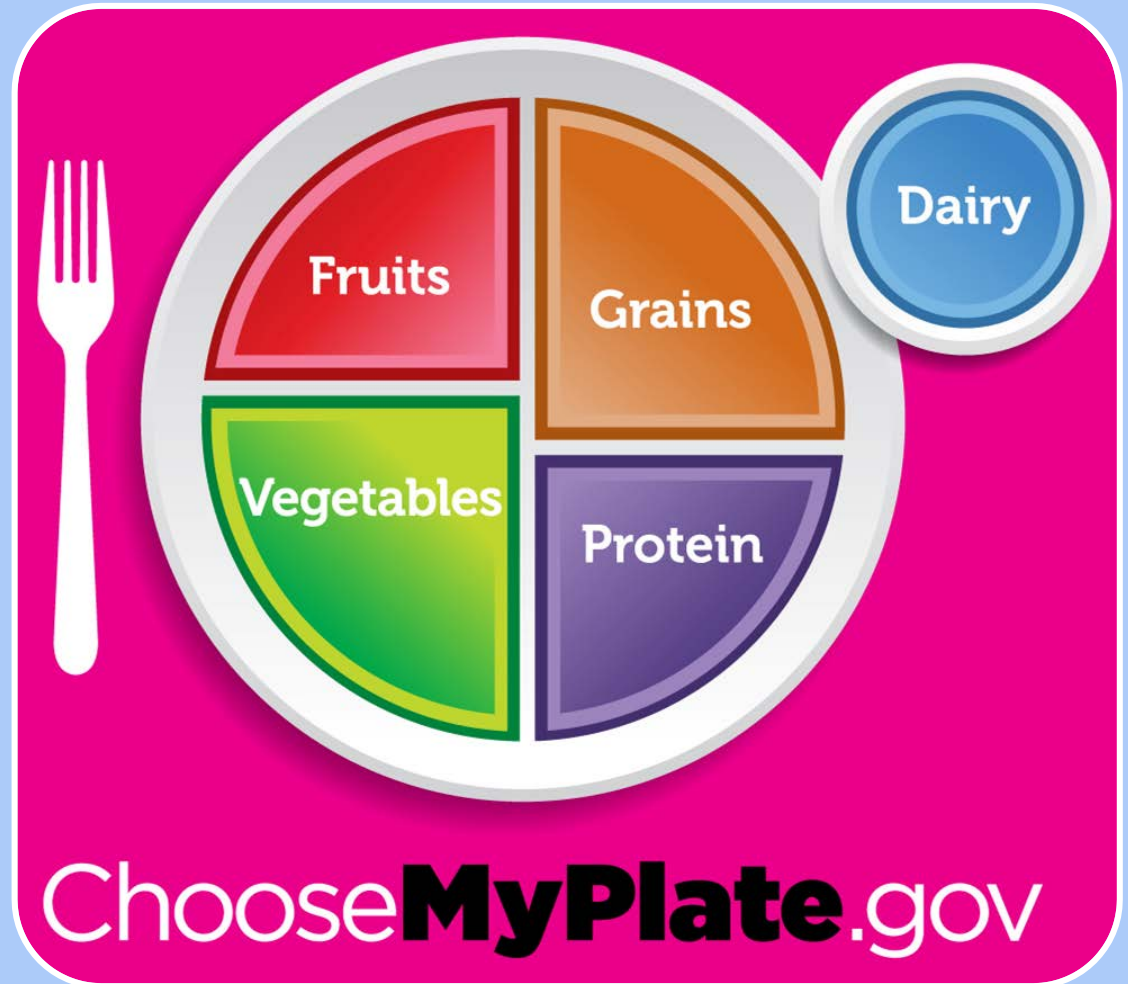 Fruits
Grains
Dairy
Vegetables
Protein
ChooseMyPlate.gov